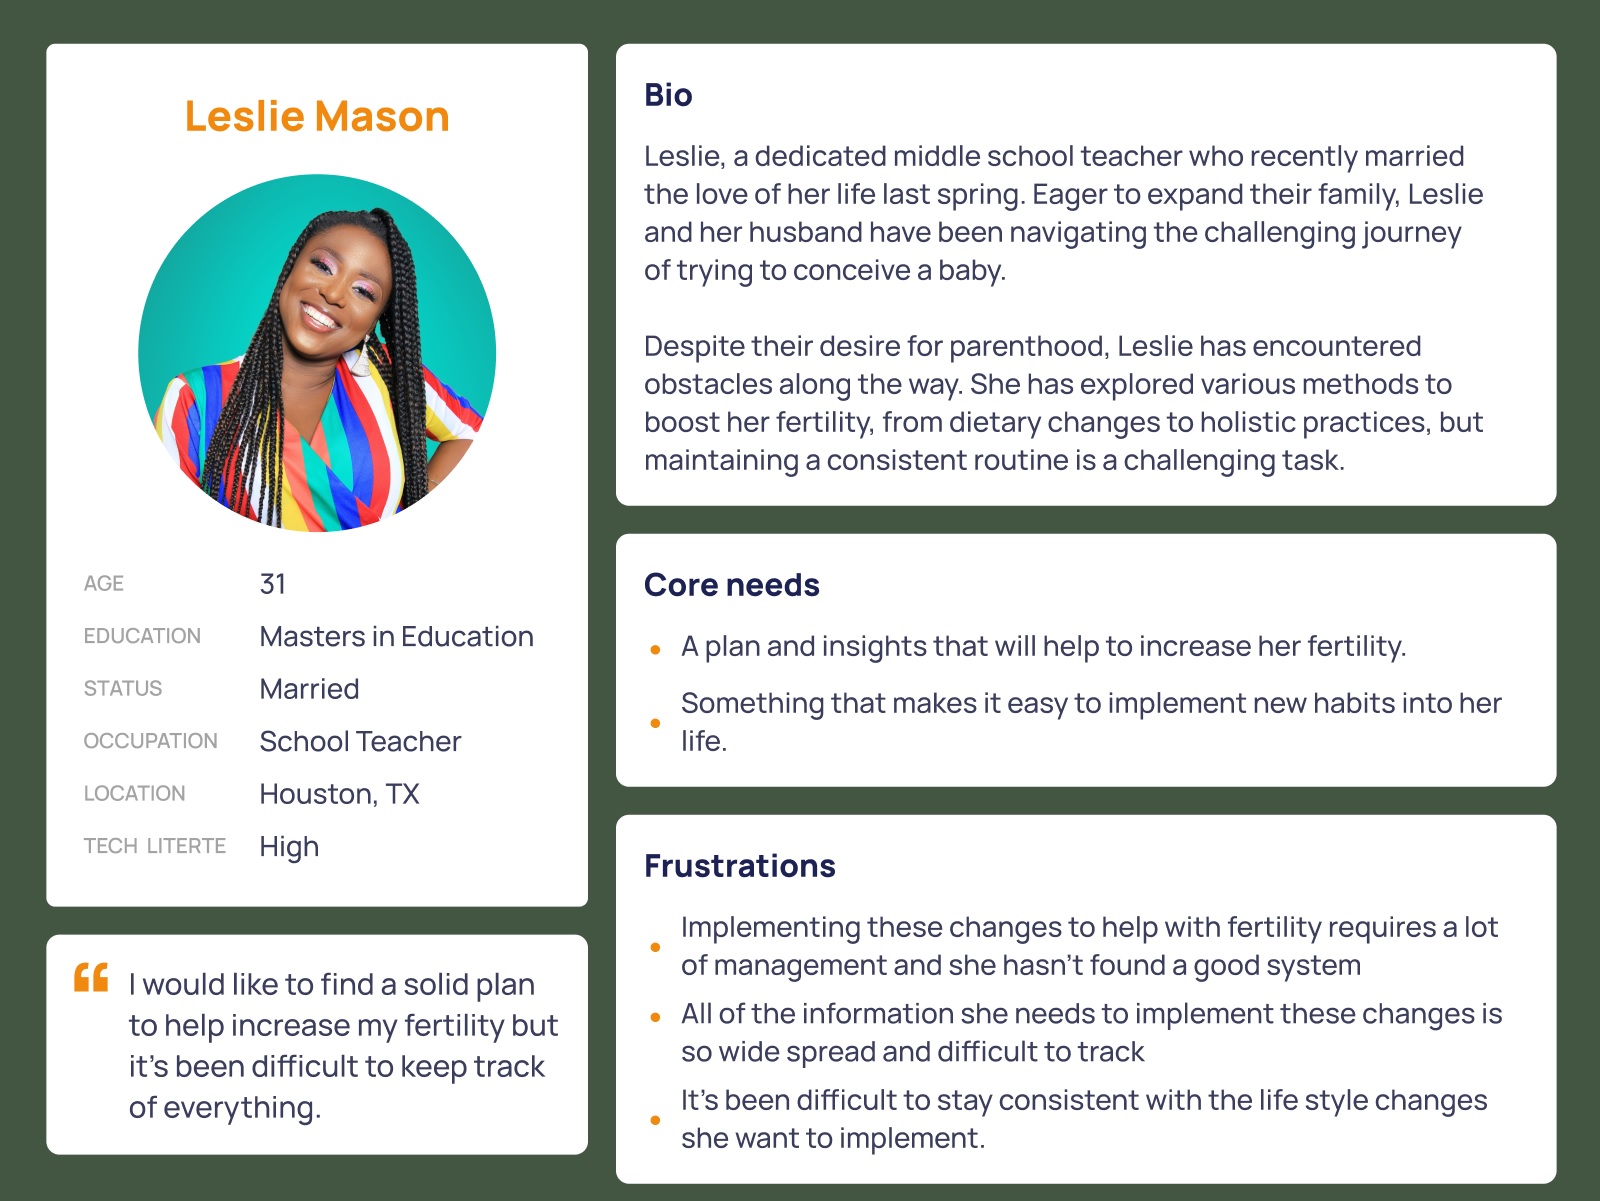 Leslie Mason
AGE 31
EDUCATION Masters in Education
STATUS Married
OCCUPATION School Teacher
LOCATION Houston, TX
TECH LITERTE High
“ I would like to find a solid plan
to help increase my fertility but
it’s been difficult to keep track
of everything.
Bio
Leslie, a dedicated middle school teacher who recently married
the love of her life last spring. Eager to expand their family, Leslie
and her husband have been navigating the challenging journey
of trying to conceive a baby.
Despite their desire for parenthood, Leslie has encountered
obstacles along the way. She has explored various methods to
boost her fertility, from dietary changes to holistic practices, but
maintaining a consistent routine is a challenging task.
Core needs
• A plan and insights that will help to increase her fertility.
• Something that makes it easy to implement new habits into her
life.
Frustrations
• Implementing these changes to help with fertility requires a lot
of management and she hasn’t found a good system
• All of the information she needs to implement these changes is
so wide spread and difficult to track
• It’s been difficult to stay consistent with the life style changes
she want to implement.